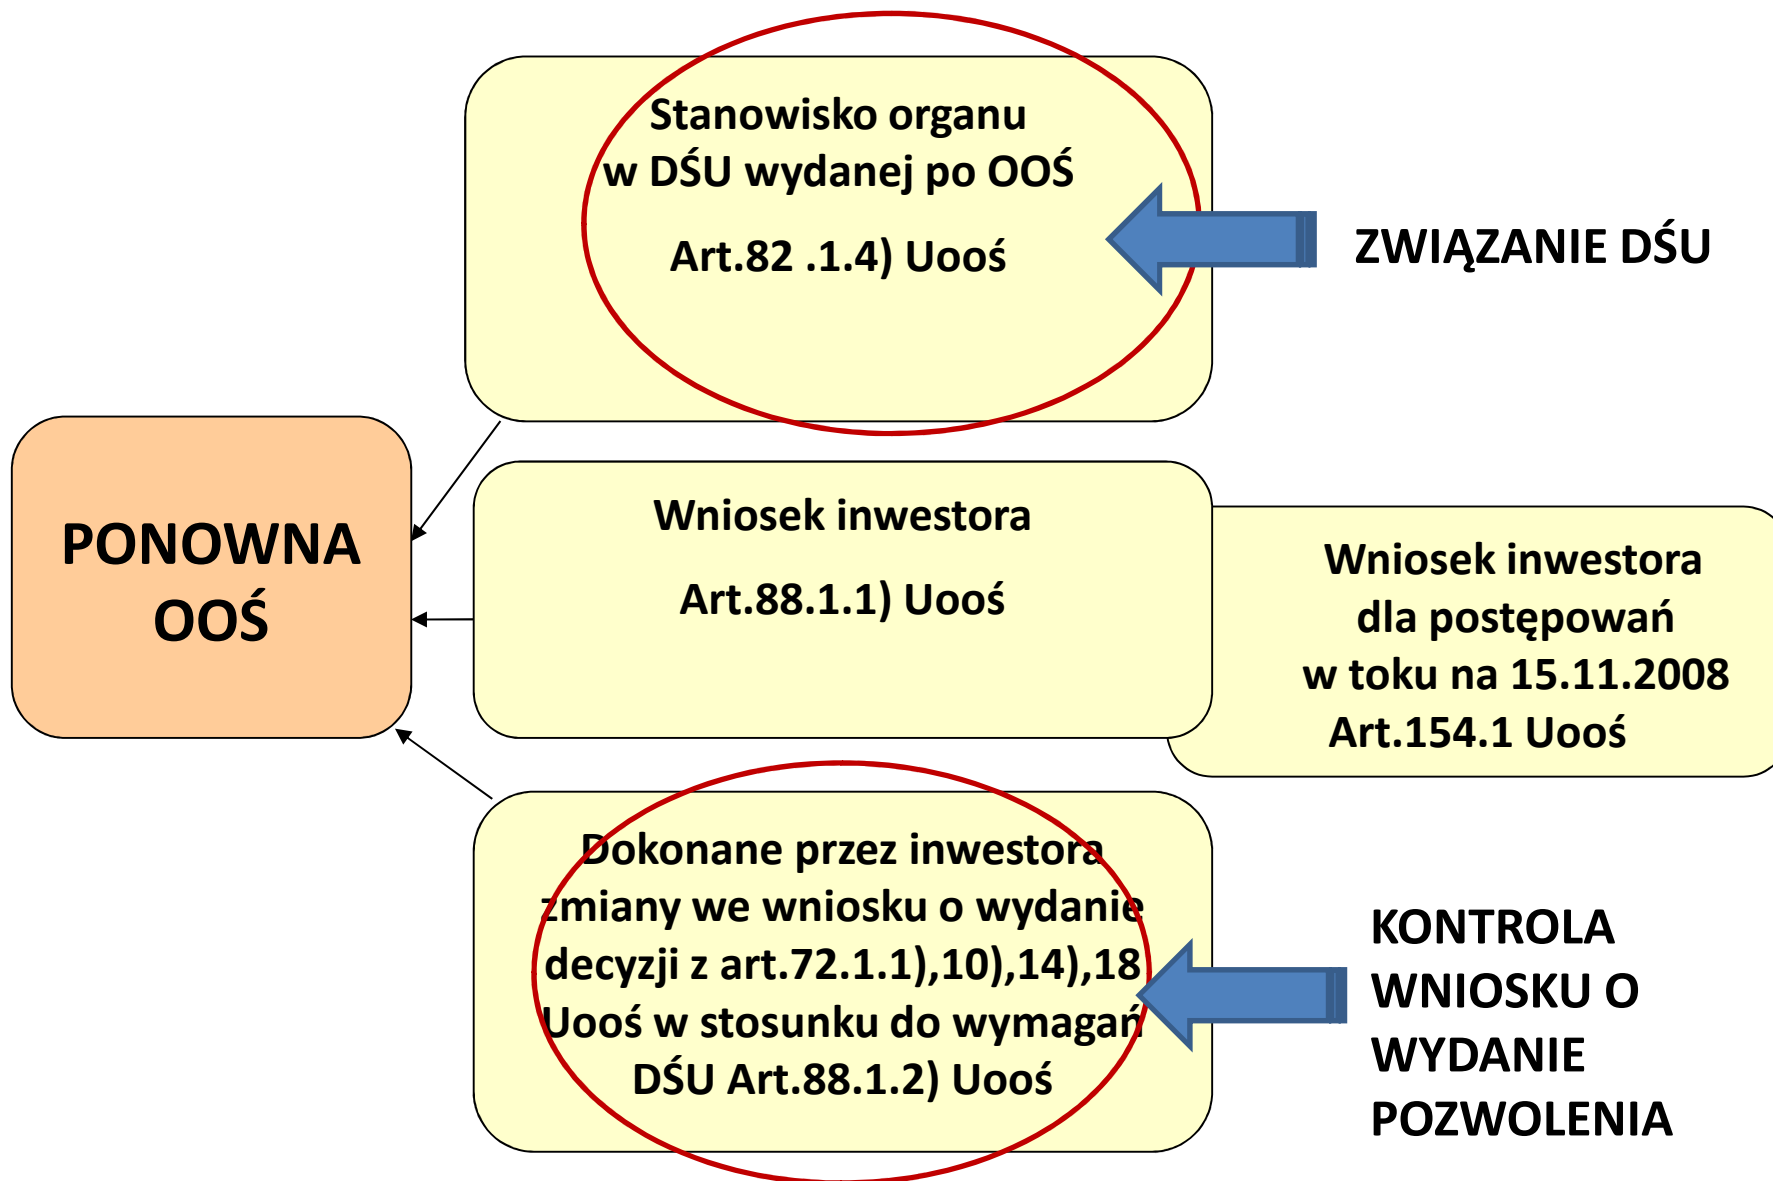 Stanowisko organu
w DŚU wydanej po OOŚ
Art.82 .1.4) Uooś
ZWIĄZANIE DŚU
PONOWNA
OOŚ
Wniosek inwestora
Art.88.1.1) Uooś
Wniosek inwestora
dla postępowań
w toku na 15.11.2008
Art.154.1 Uooś
Dokonane przez inwestora
zmiany we wniosku o wydanie
decyzji z art.72.1.1),10),14),18
Uooś w stosunku do wymagań
DŚU Art.88.1.2) Uooś
KONTROLA
WNIOSKU O
WYDANIE
POZWOLENIA